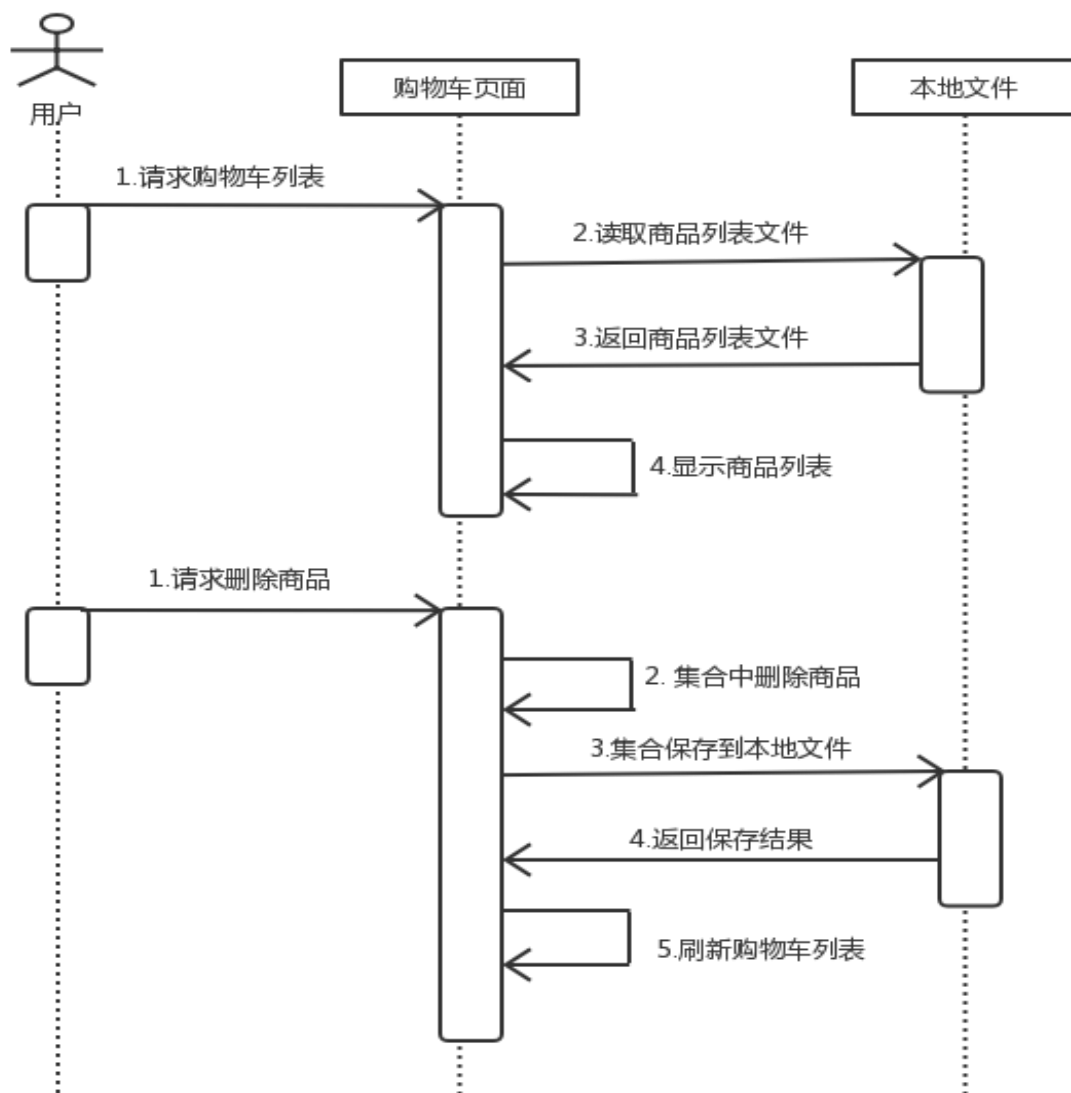 用户
购物车页面
本地文件
1.请求购物车列表
2.读取商品列表文件
3.返回商品列表文件
4.显示商品列表
1.请求删除商品
2. 集合中删除商品
3.集合保存到本地文件
4.返回保存结果
5.刷新购物车列表